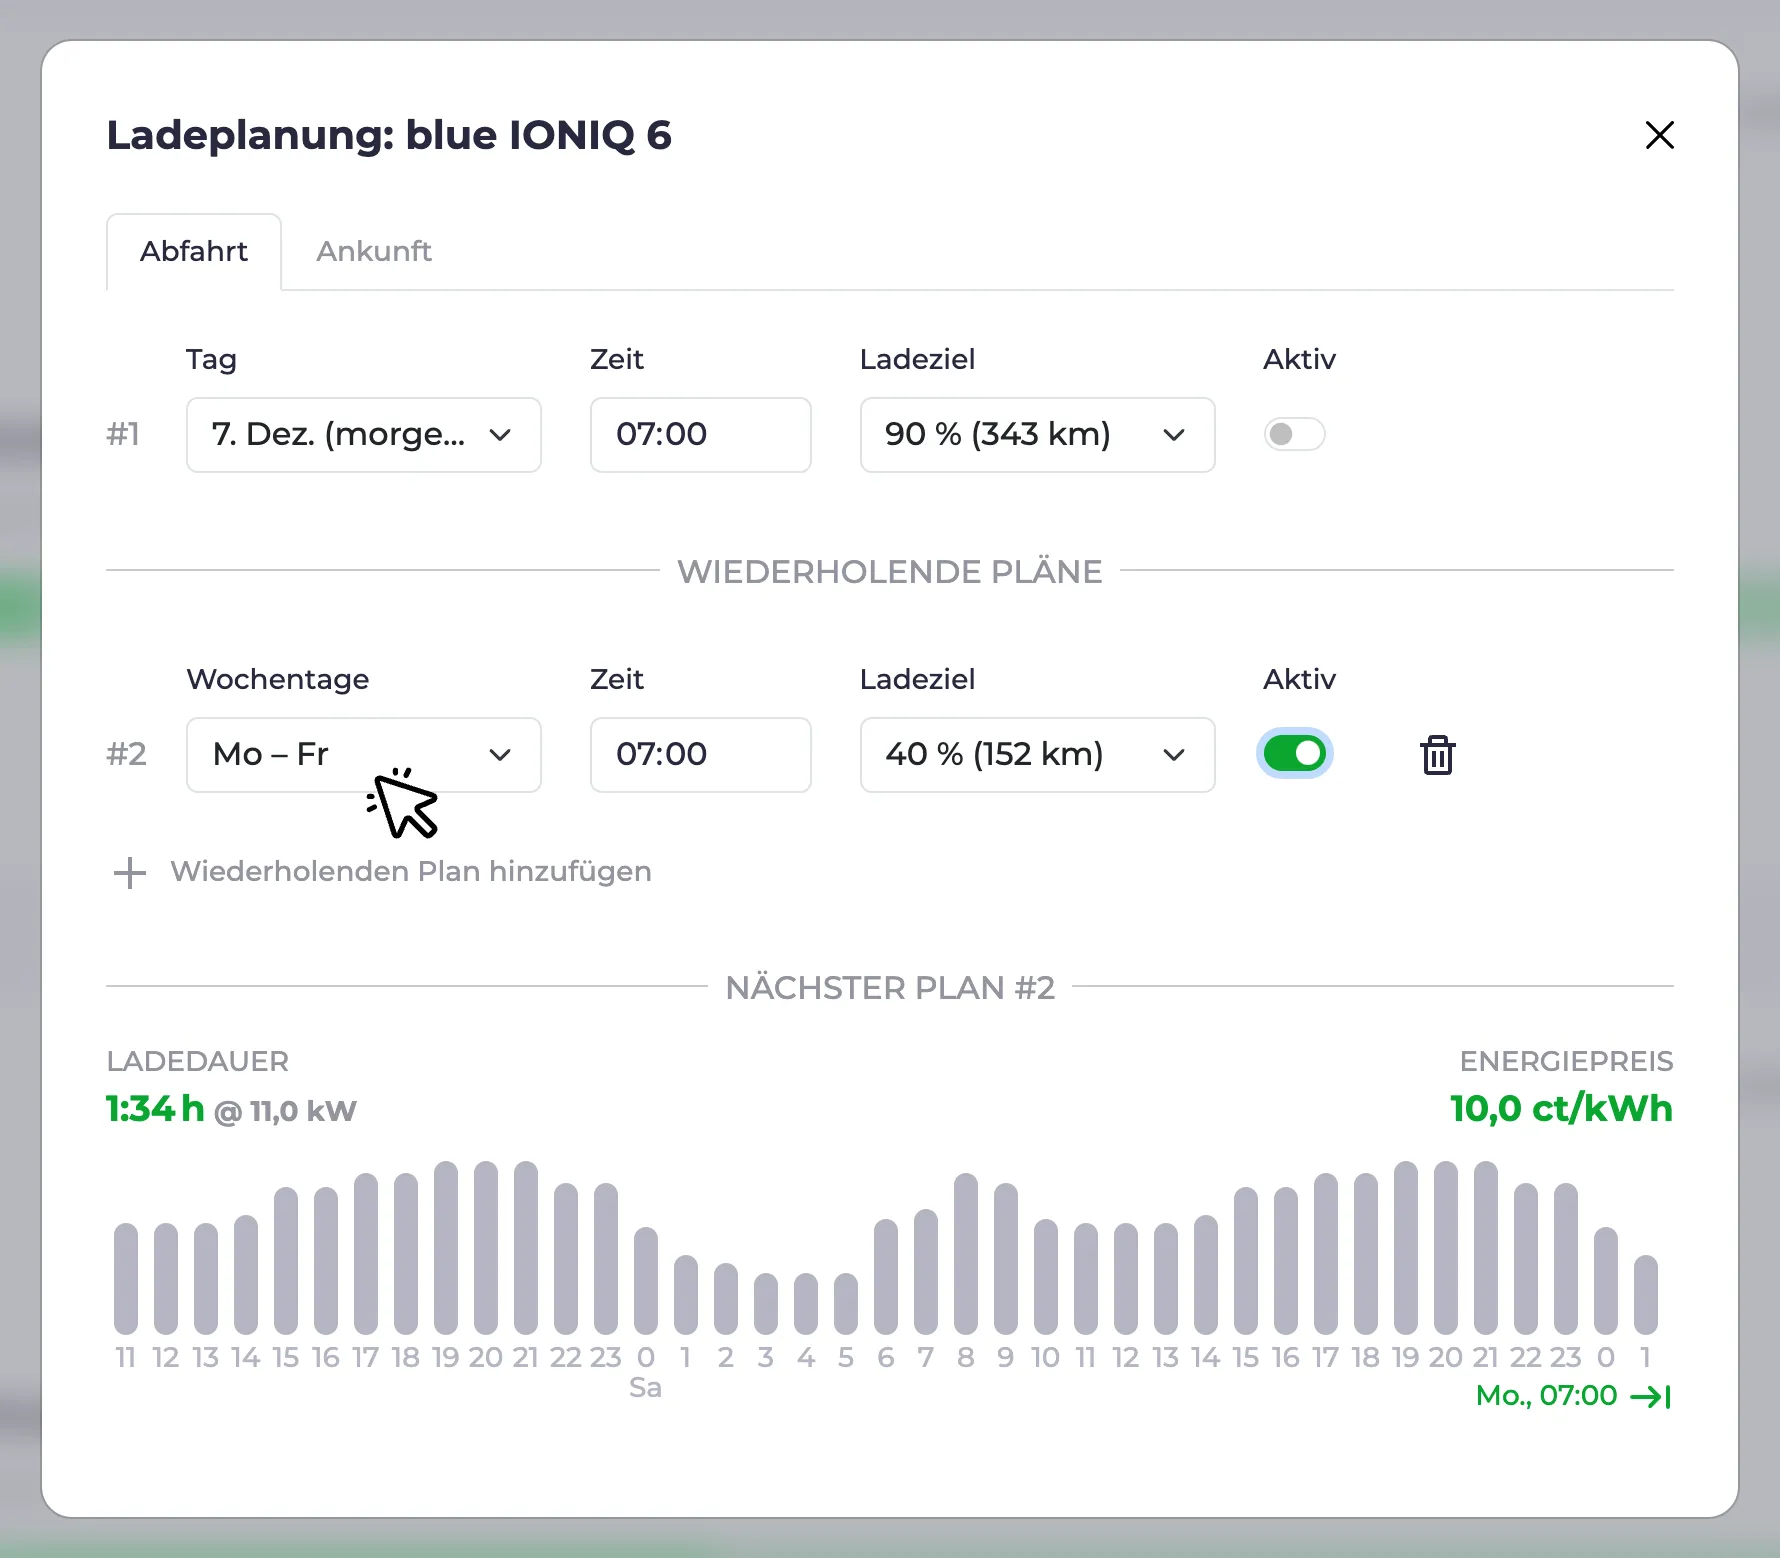 Ladeplanung: blue IONIQ 6
Abfahrt Ankunft
Tag Zeit Ladeziel Aktiv
#1 7. Dez. (morge... 07:00 90 % (343 km)
WIEDERHOLENDE PLÄNE
Wochentage Zeit Ladeziel Aktiv
#2 Mo – Fr 07:00 40 % (152 km)
Wiederholenden Plan hinzufügen
NÄCHSTER PLAN #2
LADEDAUER ENERGIEPREIS
1:34 h @ 11,0 kW 10,0 ct/kWh
11 12 13 14 15 16 17 18 19 20 21 22 23 0 1 2 3 4 5 6 7 8 9 10 11 12 13 14 15 16 17 18 19 20 21 22 23 0 1
Sa
Mo., 07:00